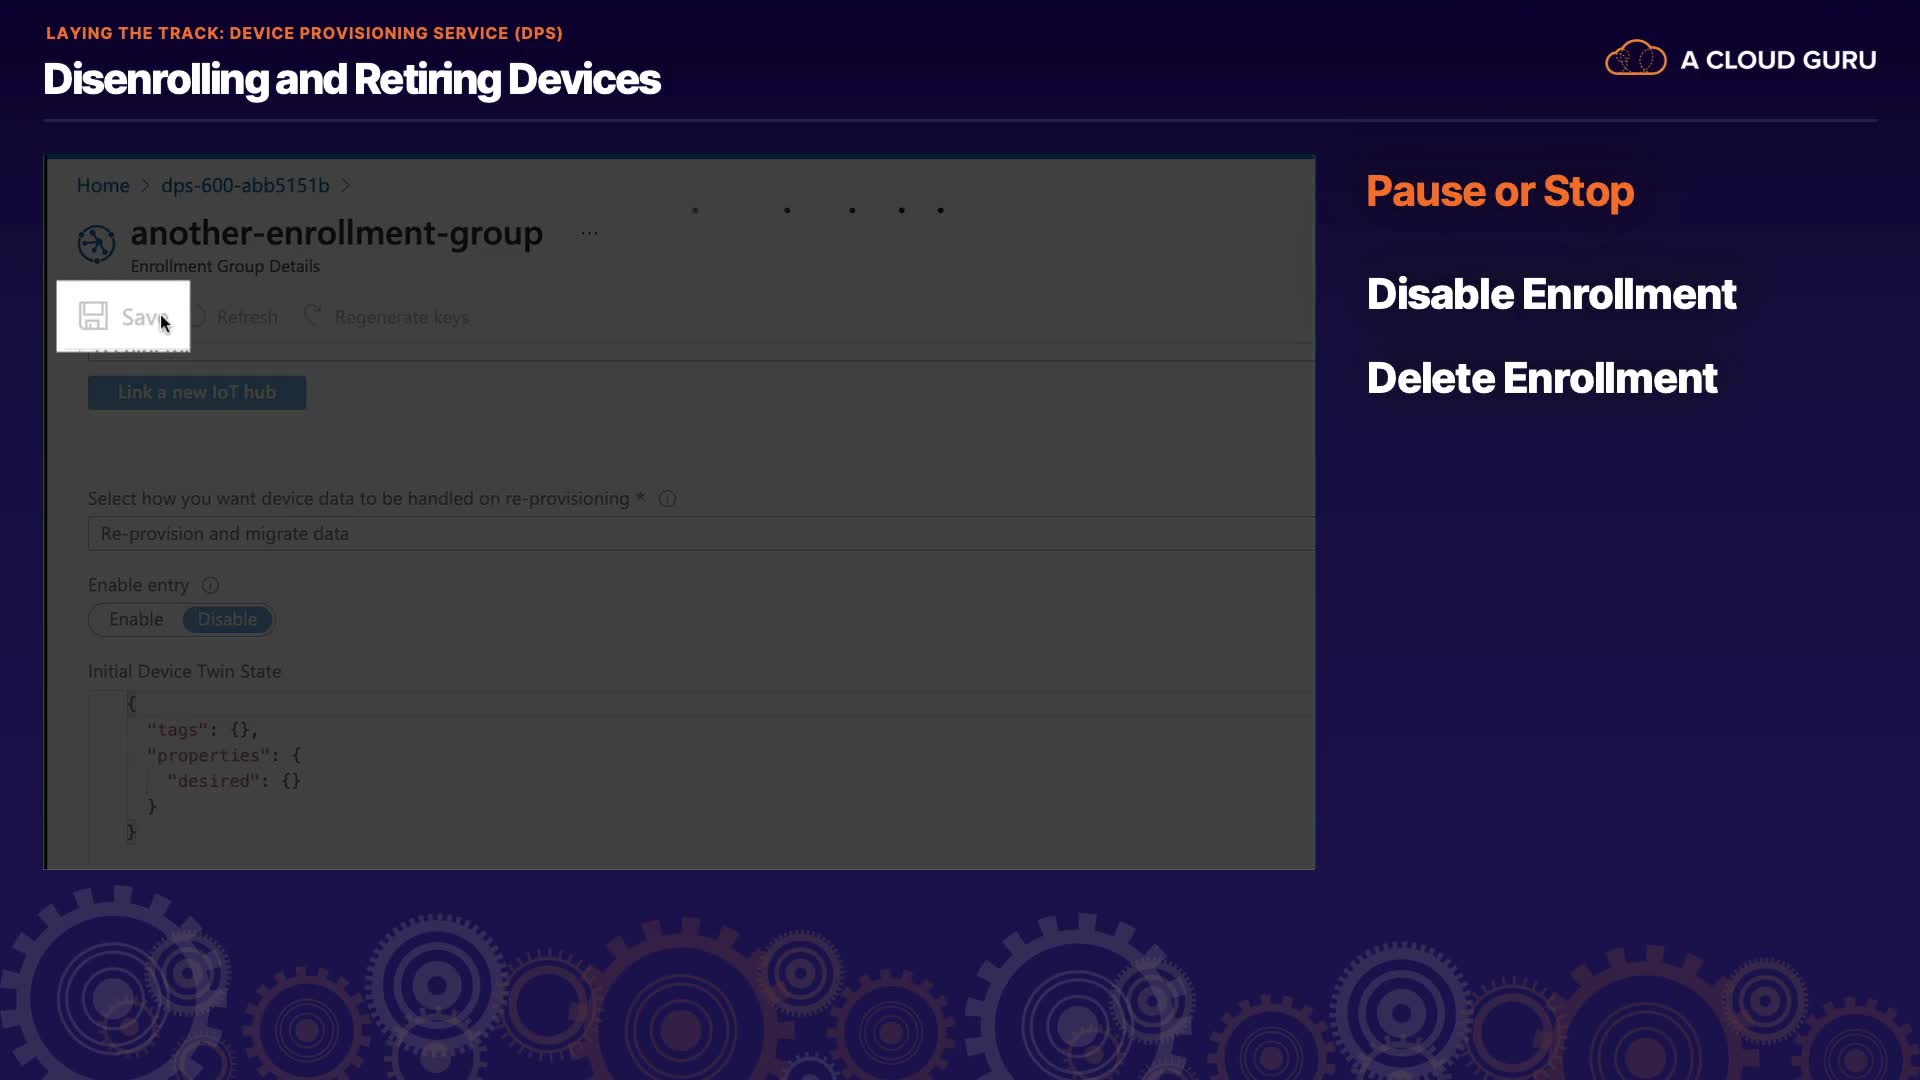 LAYING THE TRACK: DEVICE PROVISIONING SERVICE (DPS)
Disenrolling and Retiring Devices
A CLOUD GURU
Home > dps-600-abb5151b >
another-enrollment-group ...
Enrollment Group Details
Save Refresh Regenerate keys
Link a new IoT hub
Select how you want device data to be handled on re-provisioning *
Re-provision and migrate data
Enable entry
Enable Disable
Initial Device Twin State
{
"tags": {},
"properties": {
"desired": {}
}
}
Pause or Stop
Disable Enrollment
Delete Enrollment